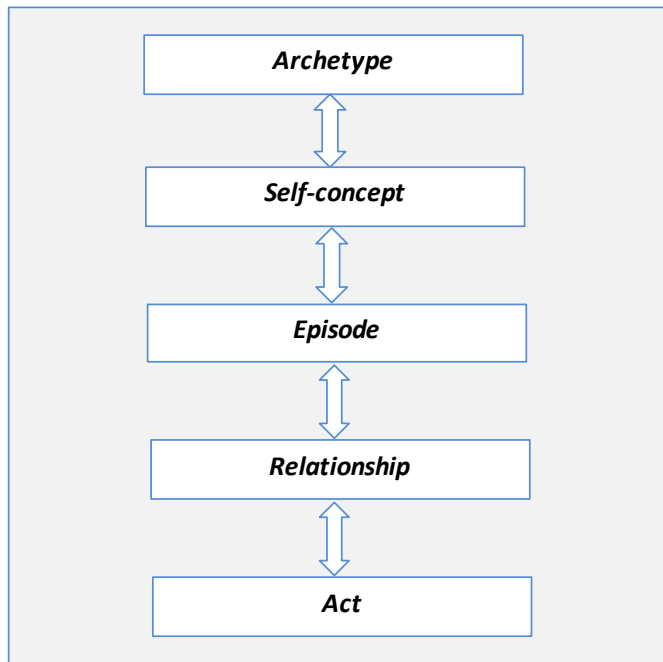 Archetype
Self-concept
Episode
Relationship
Act